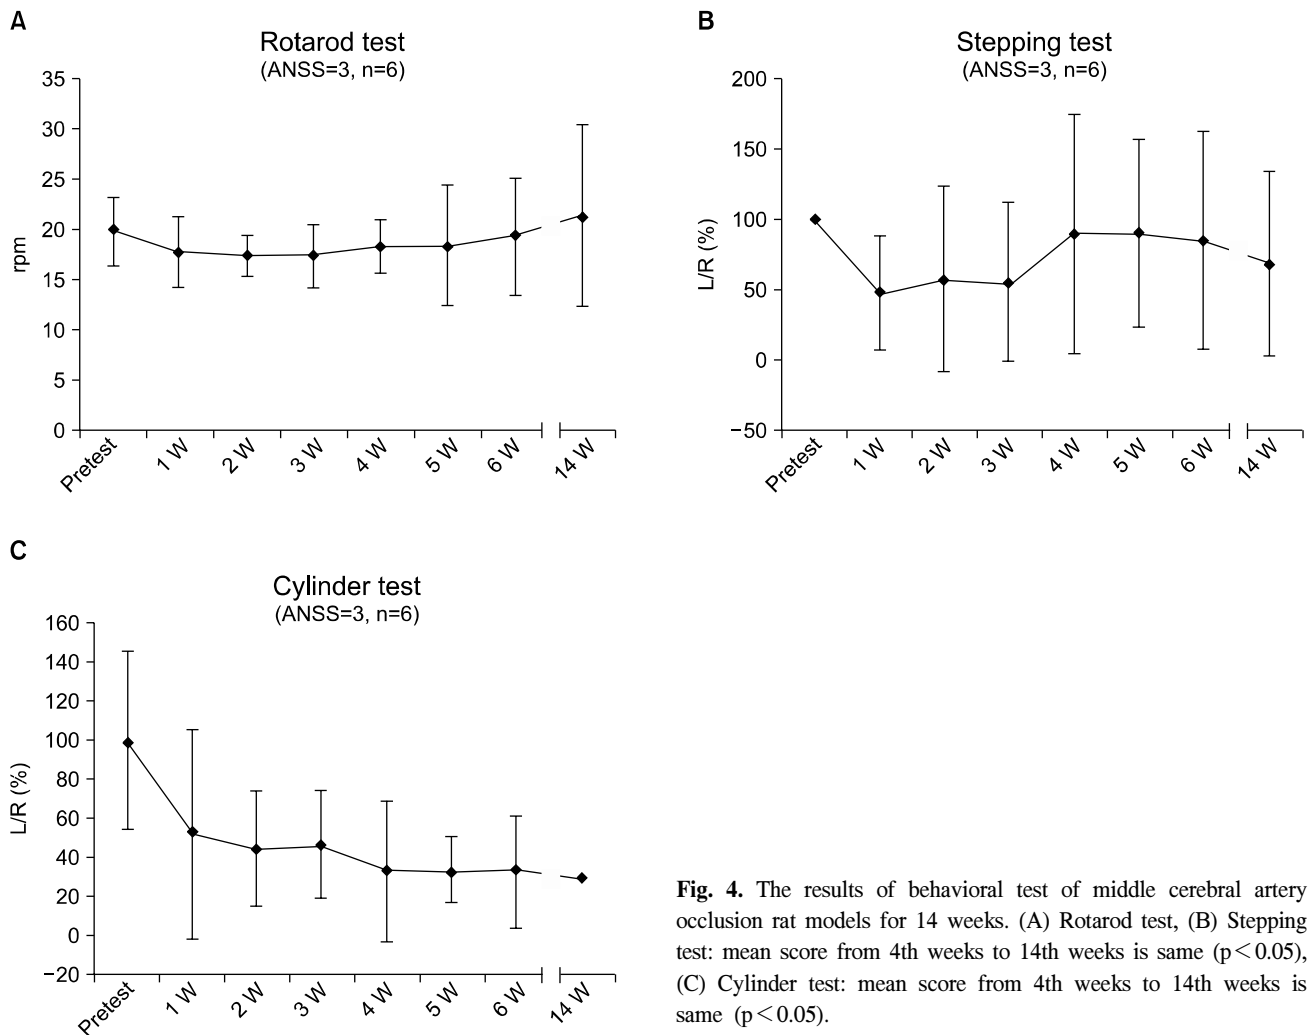 A
Rotarod test
(ANSS=3, n=6)
35
30
25
20
15
10
5
0
rpm
Pretest
1 W
2 W
3 W
4 W
5 W
6 W
14 W
B
Stepping test
(ANSS=3, n=6)
200
150
100
50
0
−50
L/R (%)
Pretest
1 W
2 W
3 W
4 W
5 W
6 W
14 W
C
Cylinder test
(ANSS=3, n=6)
160
140
120
100
80
60
40
20
0
−20
L/R (%)
Pretest
1 W
2 W
3 W
4 W
5 W
6 W
14 W
Fig. 4. The results of behavioral test of middle cerebral artery
occlusion rat models for 14 weeks. (A) Rotarod test, (B) Stepping
test: mean score from 4th weeks to 14th weeks is same (p<0.05),
(C) Cylinder test: mean score from 4th weeks to 14th weeks is
same (p<0.05).